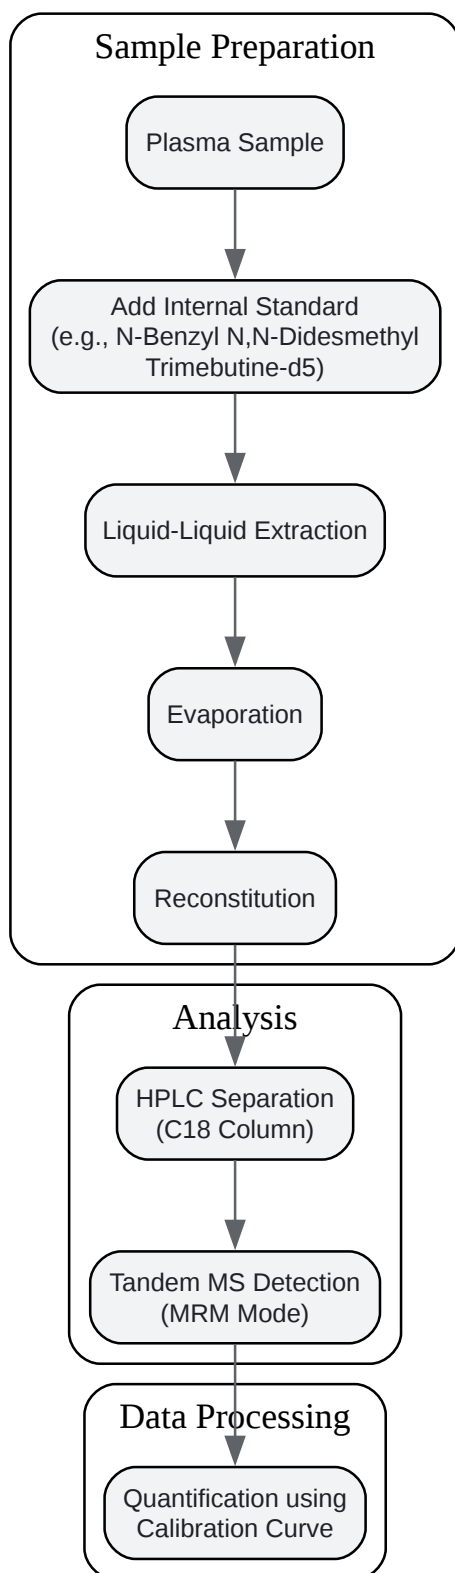 Sample Preparation
Plasma Sample
Add Internal Standard
(e.g., N-Benzyl N,N-Didesmethyl
Trimebutine-d5)
Liquid-Liquid Extraction
Evaporation
Reconstitution
Analysis
HPLC Separation
(C18 Column)
Tandem MS Detection
(MRM Mode)
Data Processing
Quantification using
Calibration Curve